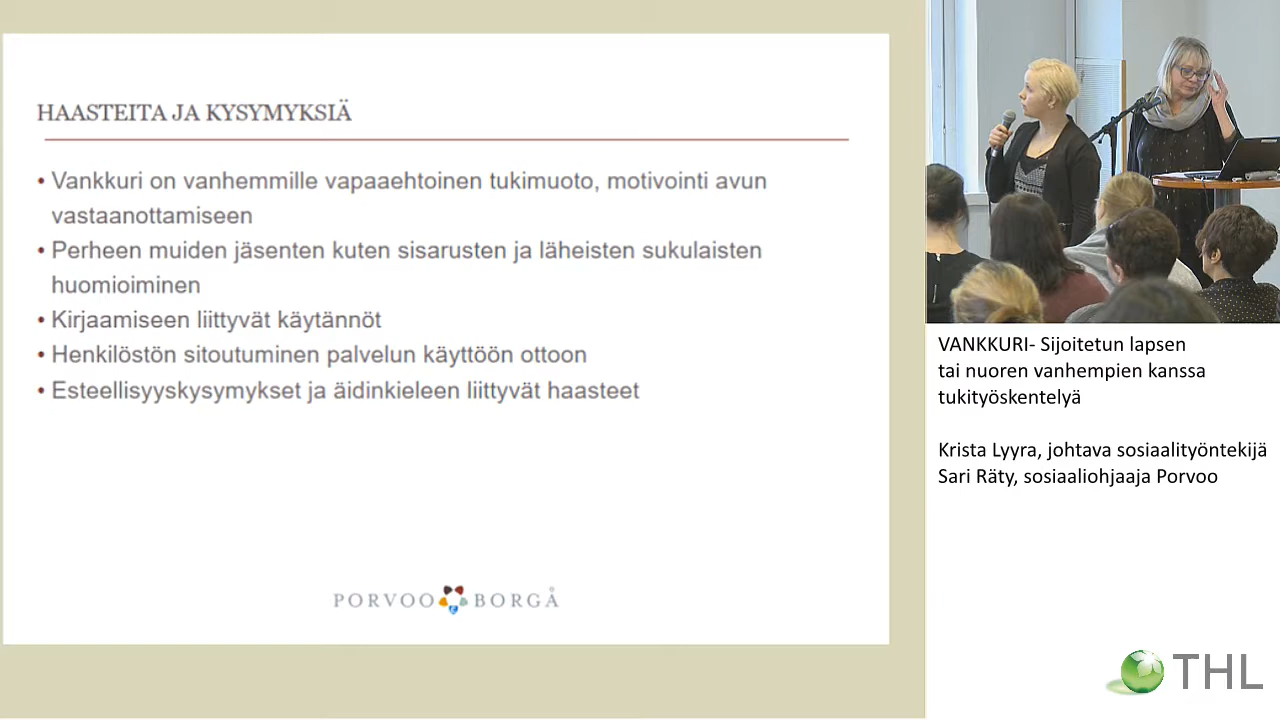 HAASTEITA JA KYSYMYKSIÄ
• Vankkuri on vanhemmille vapaaehtoinen tukimuoto, motivointi avun
vastaanottamiseen
• Perheen muiden jäsenten kuten sisarusten ja läheisten sukulaisten
huomioiminen
• Kirjaamiseen liittyvät käytännöt
• Henkilöstön sitoutuminen palvelun käyttöön ottoon
• Esteellisyyskysymykset ja äidinkieleen liittyvät haasteet
PORVOO BORGÅ
VANKKURI- Sijoitetun lapsen
tai nuoren vanhempien kanssa
tukityöskentelyä
Krista Lyyra, johtava sosiaalityöntekijä
Sari Räty, sosiaaliohjaaja Porvoo
THL